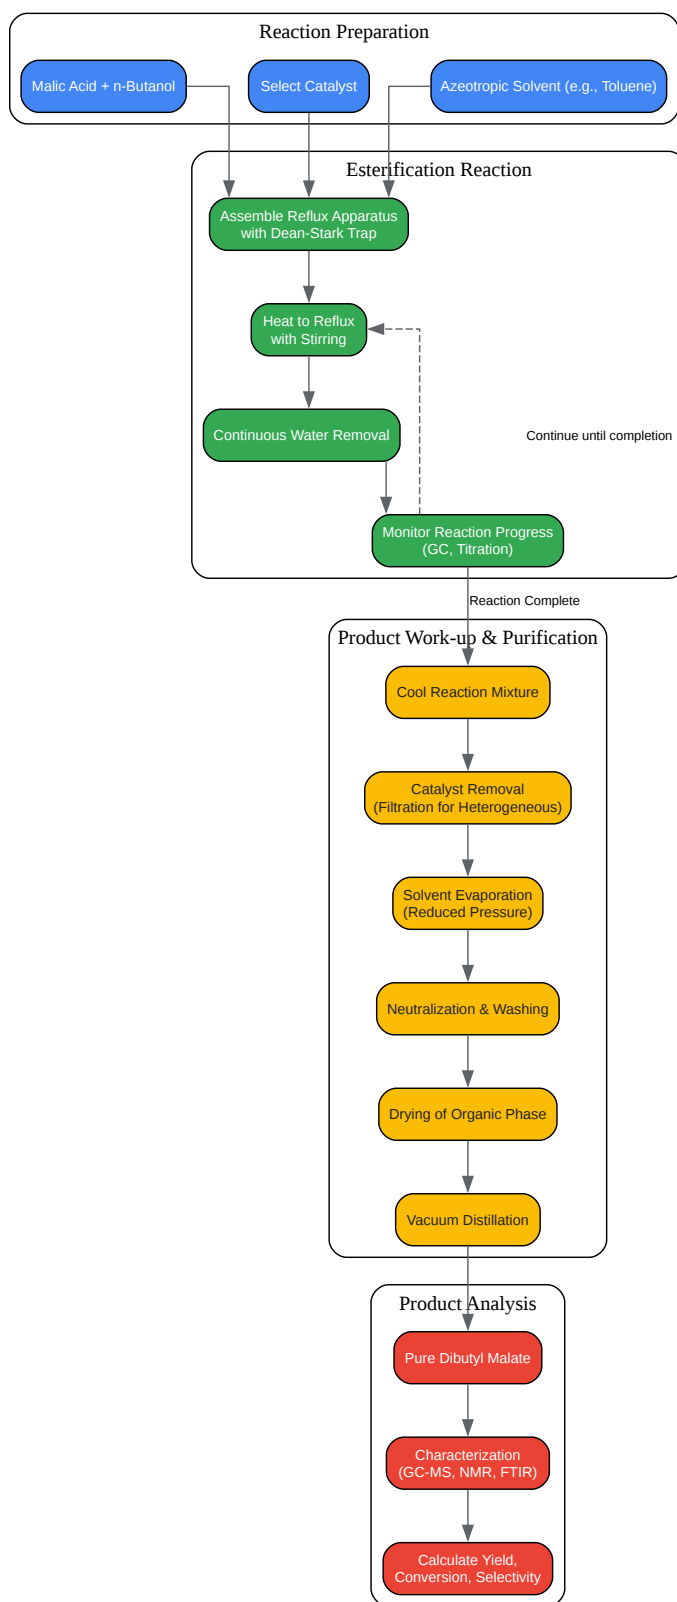 Reaction Preparation
Malic Acid + n-Butanol
Select Catalyst
Azeotropic Solvent (e.g., Toluene)
Esterification Reaction
Assemble Reflux Apparatus
with Dean-Stark Trap
Heat to Reflux
with Stirring
Continuous Water Removal
Continue until completion
Monitor Reaction Progress
(GC, Titration)
Reaction Complete
Product Work-up & Purification
Cool Reaction Mixture
Catalyst Removal
(Filtration for Heterogeneous)
Solvent Evaporation
(Reduced Pressure)
Neutralization & Washing
Drying of Organic Phase
Vacuum Distillation
Product Analysis
Pure Dibutyl Malate
Characterization
(GC-MS, NMR, FTIR)
Calculate Yield,
Conversion, Selectivity